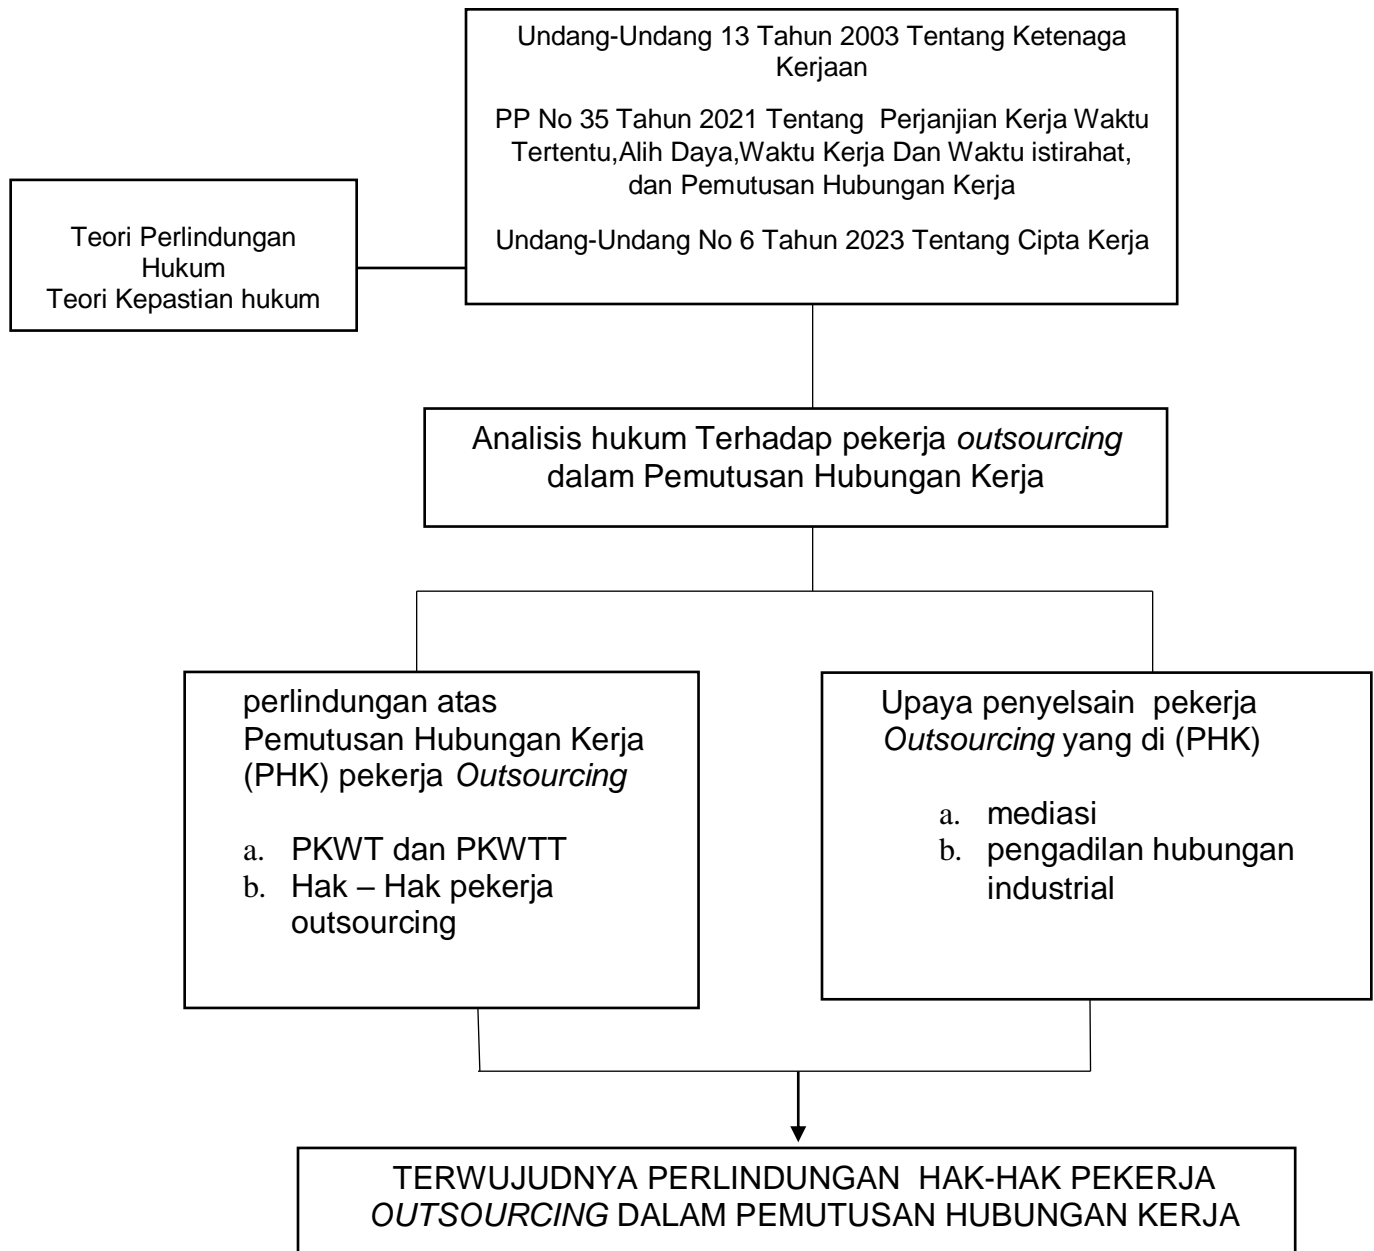 Undang-Undang 13 Tahun 2003 Tentang Ketenaga
Kerjaan
PP No 35 Tahun 2021 Tentang  Perjanjian Kerja Waktu
Tertentu,Alih Daya,Waktu Kerja Dan Waktu istirahat,
dan Pemutusan Hubungan Kerja
Undang-Undang No 6 Tahun 2023 Tentang Cipta Kerja
Teori Perlindungan
Hukum
Teori Kepastian hukum
Analisis hukum Terhadap pekerja outsourcing
dalam Pemutusan Hubungan Kerja
perlindungan atas
Pemutusan Hubungan Kerja
(PHK) pekerja Outsourcing
a. PKWT dan PKWTT
b. Hak – Hak pekerja
outsourcing
Upaya penyelsain  pekerja
Outsourcing yang di (PHK)
a. mediasi
b. pengadilan hubungan
industrial
TERWUJUDNYA PERLINDUNGAN  HAK-HAK PEKERJA
OUTSOURCING DALAM PEMUTUSAN HUBUNGAN KERJA